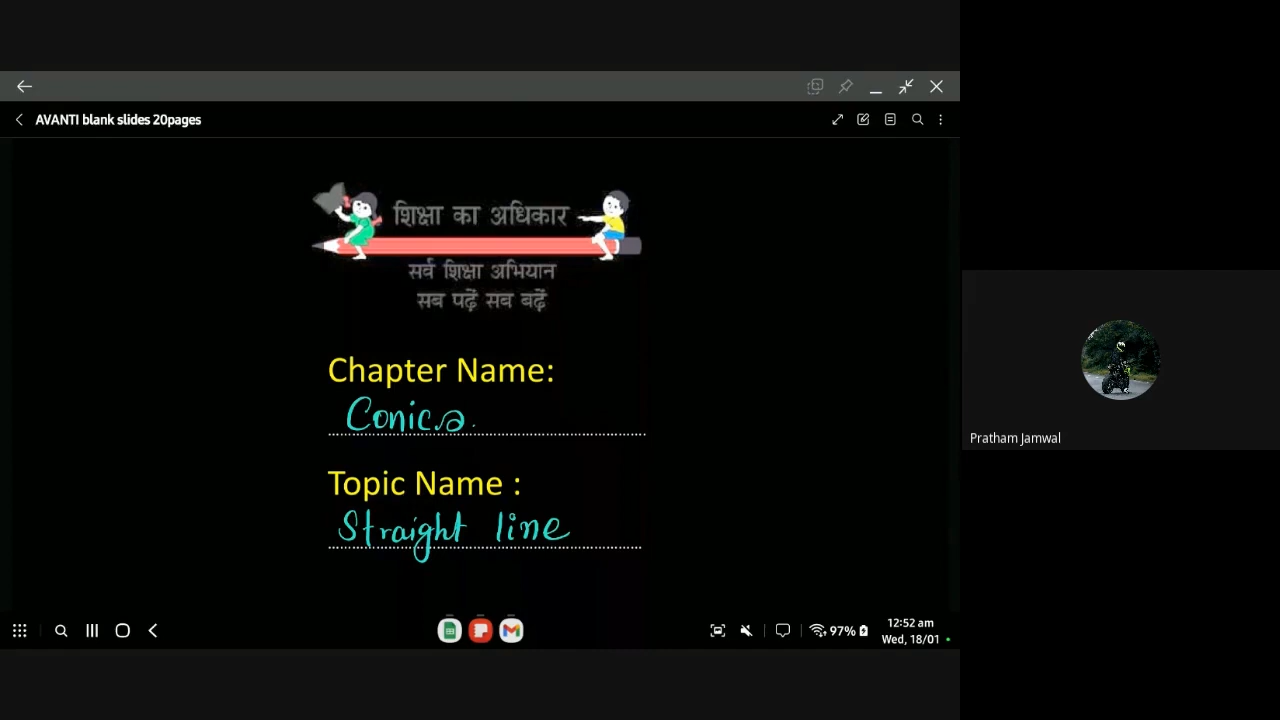 AVANTI blank slides 20pages
शिक्षा का अधिकार
सर्व शिक्षा अभियान
सब पढ़ें सब बढ़ें
Chapter Name:
Conics.
Topic Name :
Straight line
Pratham Jamwal
97%
12:52 am
Wed, 18/01